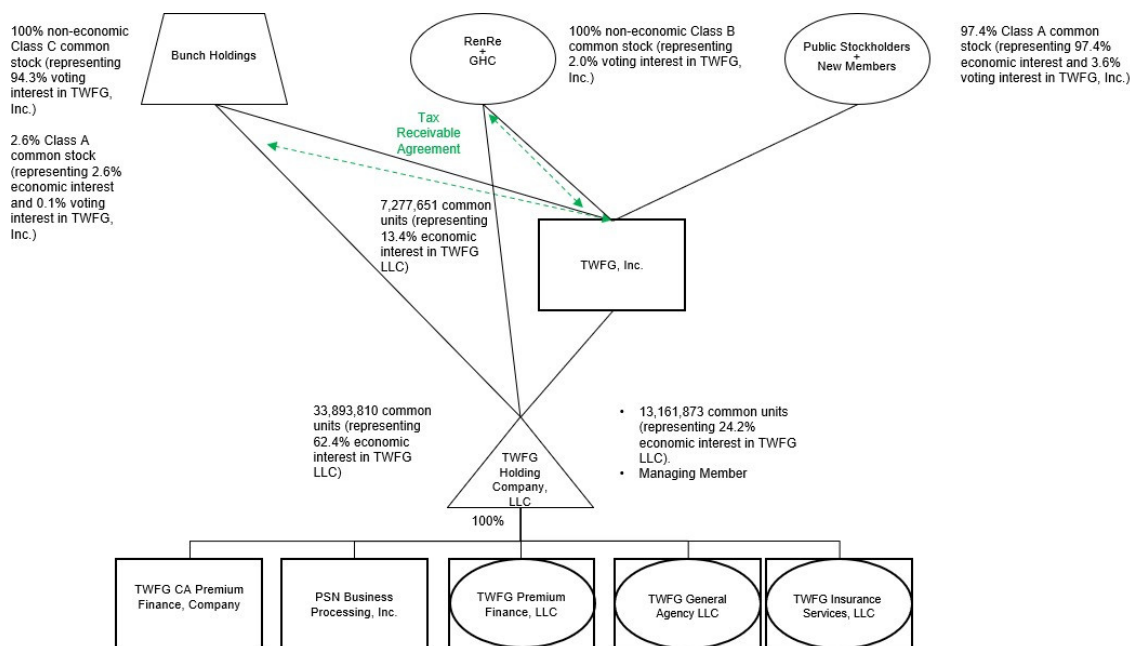 100% non-economic
Class C common
stock (representing
94.3% voting
interest in TWFG,
Inc.)
2.6% Class A
common stock
(representing 2.6%
economic interest
and 0.1% voting
interest in TWFG,
Inc.)
Bunch Holdings
RenRe
+
GHC
100% non-economic Class B
common stock (representing
2.0% voting interest in TWFG,
Inc.)
Public Stockholders
+
New Members
97.4% Class A common
stock (representing 97.4%
economic interest and 3.6%
voting interest in TWFG, Inc.)
Tax
Receivable
Agreement
7,277,651 common
units (representing
13.4% economic
interest in TWFG
LLC)
TWFG, Inc.
33,893,810 common
units (representing
62.4% economic
interest in TWFG
LLC)
• 13,161,873 common units
(representing 24.2%
economic interest in TWFG
LLC).
• Managing Member
TWFG
Holding
Company,
LLC
100%
TWFG CA Premium
Finance, Company
PSN Business
Processing, Inc.
TWFG Premium
Finance, LLC
TWFG General
Agency LLC
TWFG Insurance
Services, LLC